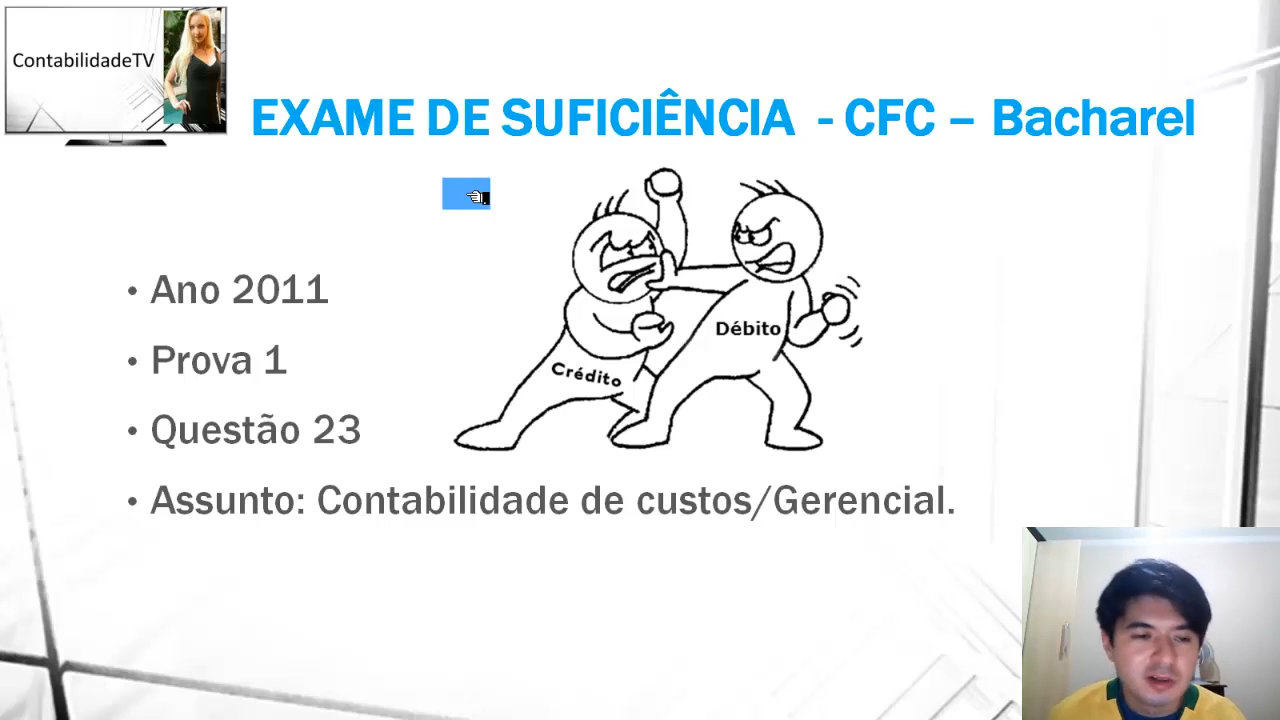 ContabilidadeTV
EXAME DE SUFICIÊNCIA - CFC – Bacharel
• Ano 2011
• Prova 1
• Questão 23
• Assunto: Contabilidade de custos/Gerencial.
Débito
Crédito